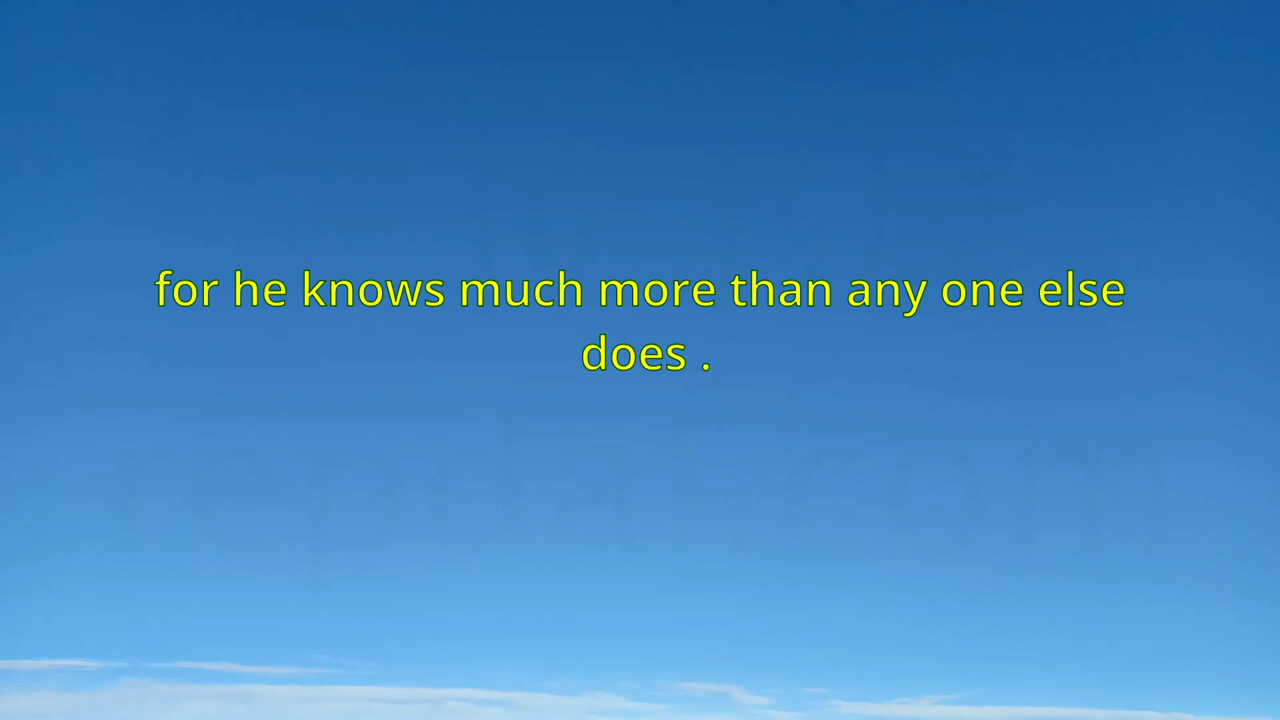 for he knows much more than any one else
does .